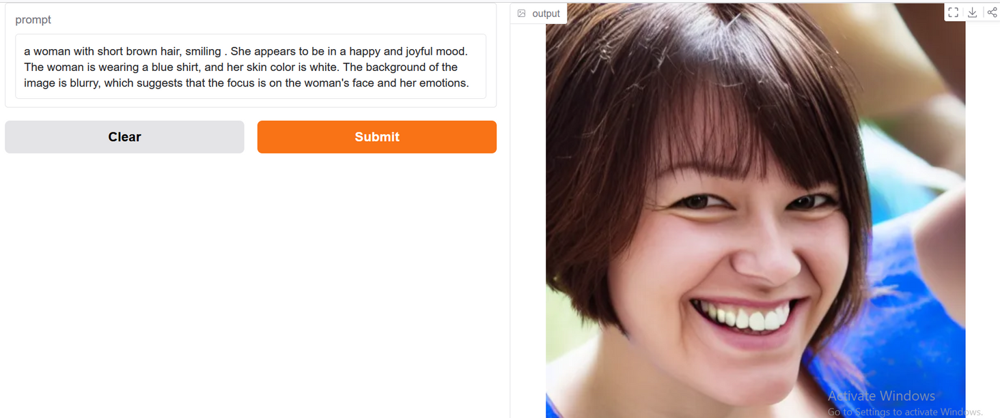 prompt
a woman with short brown hair, smiling . She appears to be in a happy and joyful mood.
The woman is wearing a blue shirt, and her skin color is white. The background of the
image is blurry, which suggests that the focus is on the woman's face and her emotions.
Clear
Submit
output
Activate Windows
Go to Settings to activate Windows.